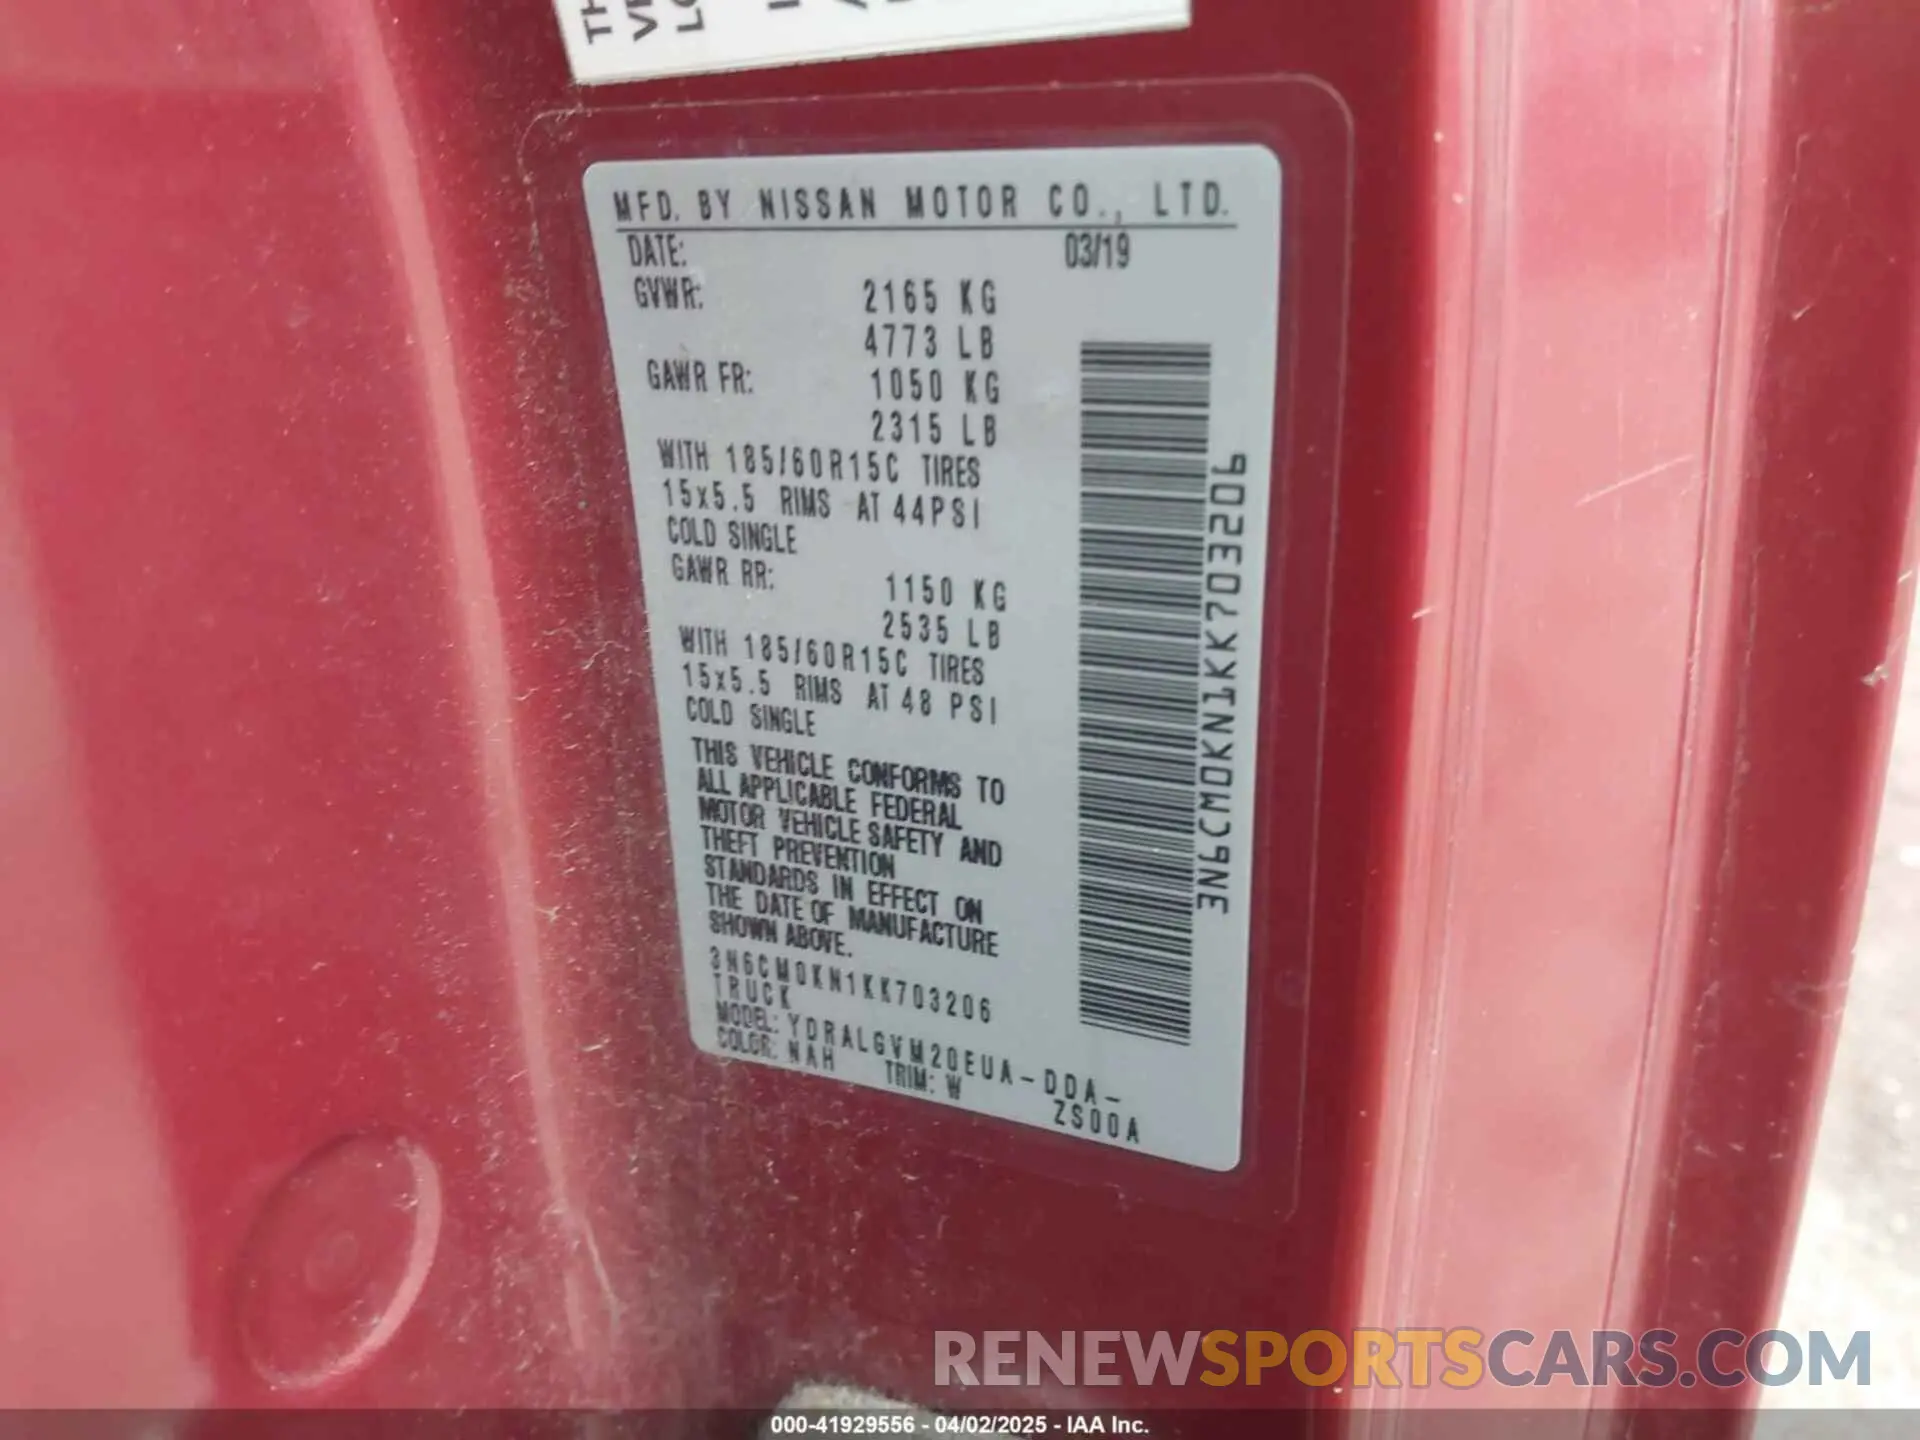 MFD. BY NISSAN MOTOR CO., LTD.
DATE: 03/19
GVWR: 2165 KG
4773 LB
GAWR FR: 1050 KG
2315 LB
WITH 185/60R15C TIRES
15x5.5 RIMS AT 44PSI
COLD SINGLE
GAWR RR: 1150 KG
2535 LB
WITH 185/60R15C TIRES
15x5.5 RIMS AT 48 PSI
COLD SINGLE
THIS VEHICLE CONFORMS TO
ALL APPLICABLE FEDERAL
MOTOR VEHICLE SAFETY AND
THEFT PREVENTION
STANDARDS IN EFFECT ON
THE DATE OF MANUFACTURE
SHOWN ABOVE.
3N6CM0KN1KK703206
TRUCK
MODEL: YDRALGVM20EUA-DDA-
COLOR: NAH TRIM: W ZS00A
3N6CM0KN1KK703206
RENEWSPORTSCARS.COM
000-41929556 - 04/02/2025 - IAA Inc.